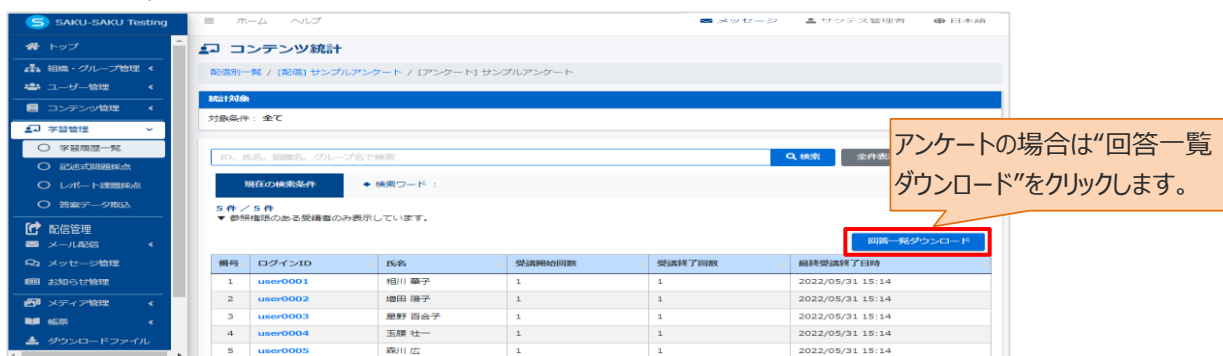 SAKU-SAKU Testing
ホーム ヘルプ
メッセージ サクテス管理者 日本語
トップ
組織・グループ管理
ユーザー管理
コンテンツ管理
学習管理
学習履歴一覧
記述式問題採点
レポート課題採点
答案データ取込
配信管理
メール配信
メッセージ管理
お知らせ管理
メディア管理
帳票
ダウンロードファイル
コンテンツ統計
配信別一覧 / [配信] サンプルアンケート / [アンケート] サンプルアンケート
統計対象
対象条件: 全て
ID、氏名、組織名、グループ名で検索
検索
全件表
アンケートの場合は“回答一覧
ダウンロード”をクリックします。
現在の検索条件 ◆ 検索ワード :
5 件 / 5 件
▼ 参照権限のある受講者のみ表示しています。
回答一覧ダウンロード
番号 ログインID 氏名 受講開始回数 受講終了回数 最終受講終了日時
1 user0001 相川 華子 1 1 2022/05/31 15:14
2 user0002 増田 陽子 1 1 2022/05/31 15:14
3 user0003 星野 百合子 1 1 2022/05/31 15:14
4 user0004 玉腰 壮一 1 1 2022/05/31 15:14
5 user0005 森川 広 1 1 2022/05/31 15:14